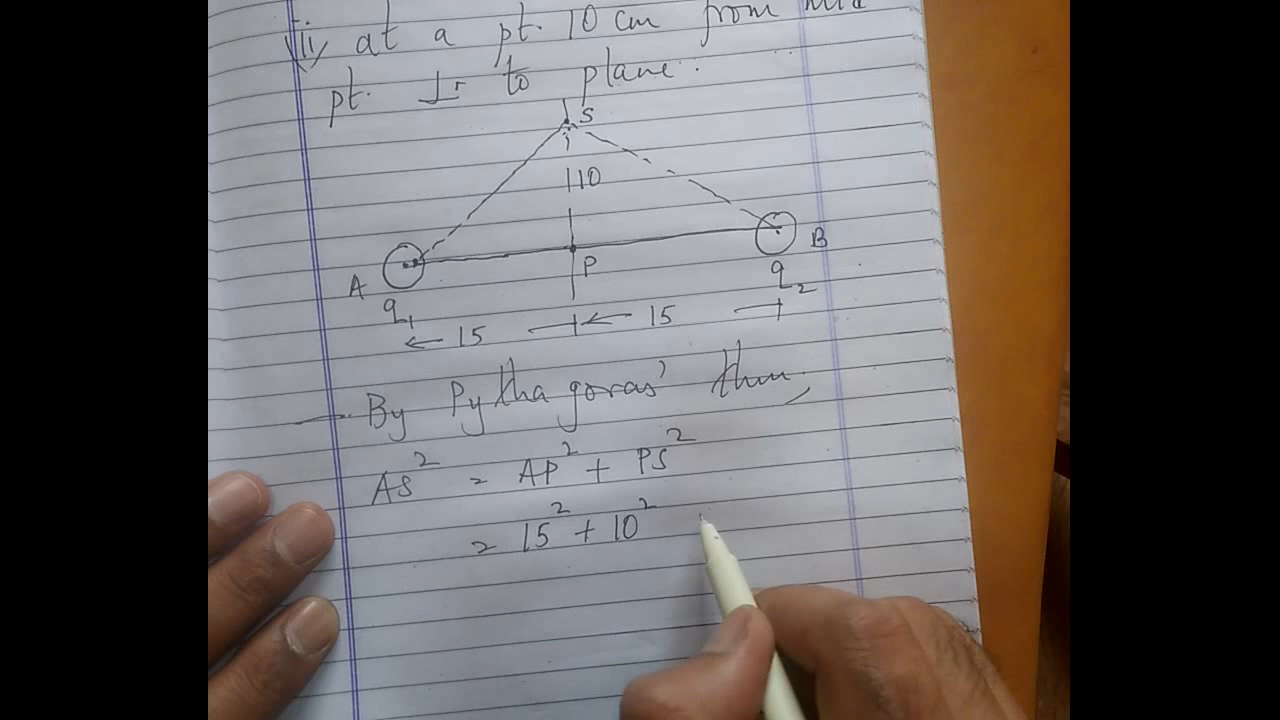 (ii) at a pt. 10 cm from mid
pt. ⊥r to plane.
S
10
A
P
B
q₁
q₂
← 15
← 15
By Pythagoras' thm.,
AS² = AP² + PS²
= 15² + 10²